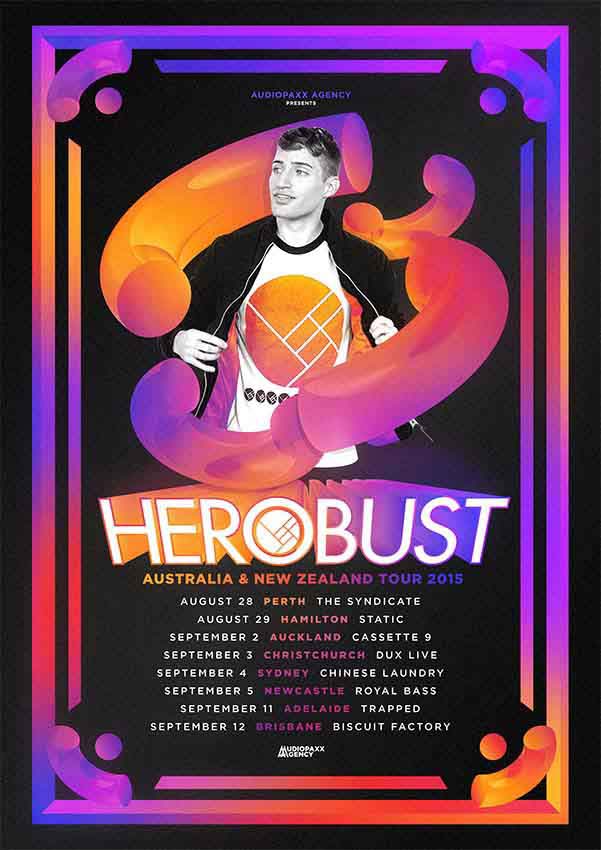 AUDIOPAXX AGENCY
PRESENTS
HEROBUST
AUSTRALIA & NEW ZEALAND TOUR 2015
AUGUST 28 PERTH THE SYNDICATE
AUGUST 29 HAMILTON STATIC
SEPTEMBER 2 AUCKLAND CASSETTE 9
SEPTEMBER 3 CHRISTCHURCH DUX LIVE
SEPTEMBER 4 SYDNEY CHINESE LAUNDRY
SEPTEMBER 5 NEWCASTLE ROYAL BASS
SEPTEMBER 11 ADELAIDE TRAPPED
SEPTEMBER 12 BRISBANE BISCUIT FACTORY
AUDIOPAXX
AGENCY